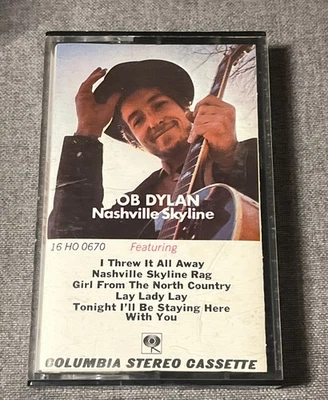 OB DYLAN
Nashville Skyline
16 HO 0670
Featuring
I Threw It All Away
Nashville Skyline Rag
Girl From The North Country
Lay Lady Lay
Tonight I'll Be Staying Here
With You
COLUMBIA STEREO CASSETTE